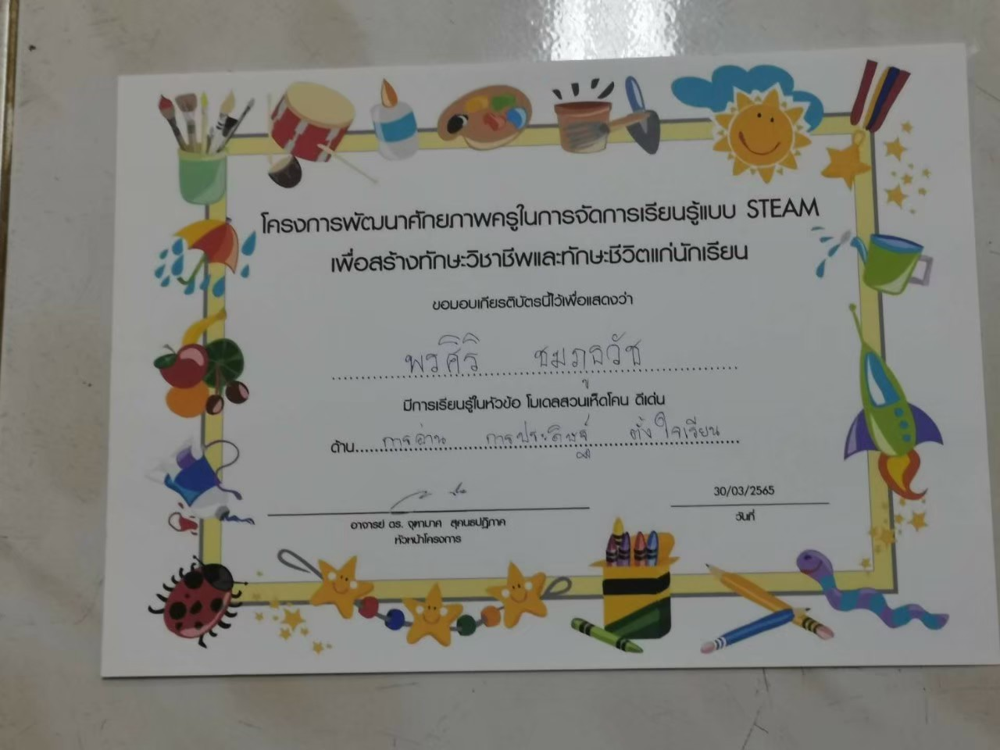 โครงการพัฒนาศักยภาพครูในการจัดการเรียนรู้แบบ STEAM
เพื่อสร้างทักษะวิชาชีพและทักษะชีวิตแก่นักเรียน
ขอมอบเกียรติบัตรนี้ไว้เพื่อแสดงว่า
พรศิริ
มีการเรียนรู้ในหัวข้อ โมเดลสวนเห็ดโคน ดีเด่น
ด้าน การอ่าน การประดิษฐ์ ตั้งใจเรียน
30/03/2565
อาจารย์ ดร. จุฑามาศ สุคนธปฏิภาค
วันที่
หัวหน้าโครงการ